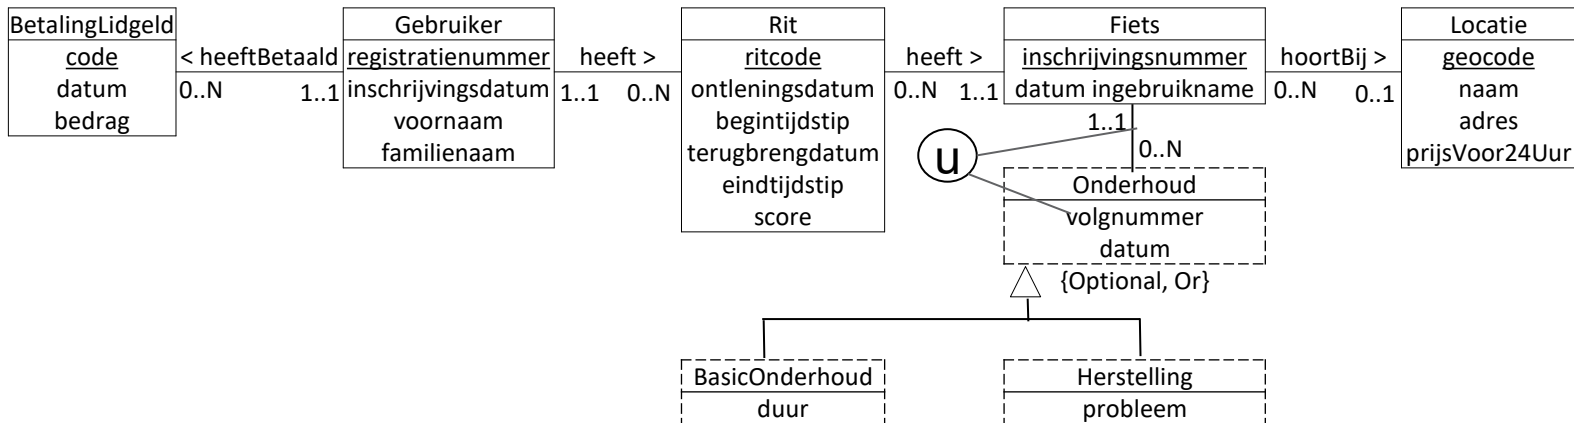 BetalingLidgeld
code
datum
bedrag
< heeftBetaald
0..N
1..1
Gebruiker
registratienummer
inschrijvingsdatum
voornaam
familienaam
heeft >
1..1
0..N
Rit
ritcode
ontleningsdatum
begintijdstip
terugbrengdatum
eindtijdstip
score
heeft >
0..N
1..1
Fiets
inschrijvingsnummer
datum ingebruikname
hoortBij >
0..N
0..1
Locatie
geocode
naam
adres
prijsVoor24Uur
1..1
0..N
u
Onderhoud
volgnummer
datum
{Optional, Or}
BasicOnderhoud
duur
Herstelling
probleem